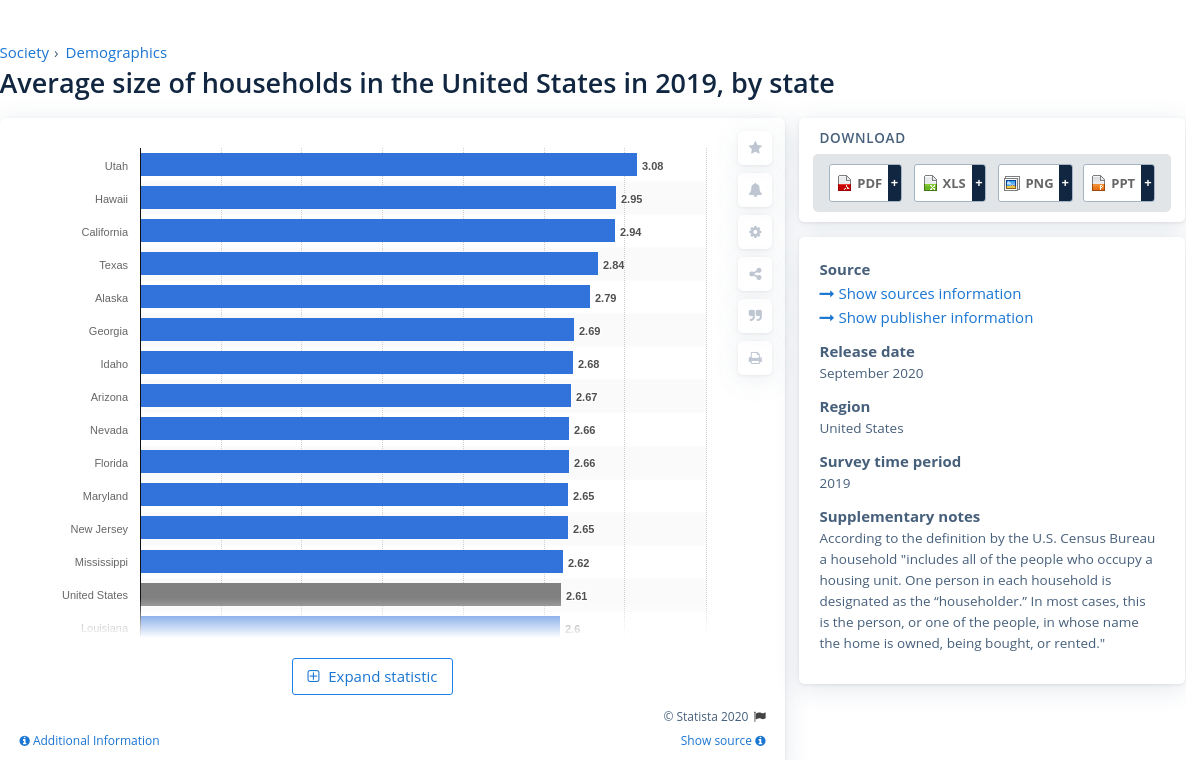 Society › Demographics
Average size of households in the United States in 2019, by state
Utah 3.08
Hawaii 2.95
California 2.94
Texas 2.84
Alaska 2.79
Georgia 2.69
Idaho 2.68
Arizona 2.67
Nevada 2.66
Florida 2.66
Maryland 2.65
New Jersey 2.65
Mississippi 2.62
United States 2.61
Louisiana 2.6
Expand statistic
© Statista 2020
Additional Information
Show source
DOWNLOAD
PDF + XLS + PNG + PPT +
Source
Show sources information
Show publisher information
Release date
September 2020
Region
United States
Survey time period
2019
Supplementary notes
According to the definition by the U.S. Census Bureau
a household "includes all of the people who occupy a
housing unit. One person in each household is
designated as the “householder.” In most cases, this
is the person, or one of the people, in whose name
the home is owned, being bought, or rented."